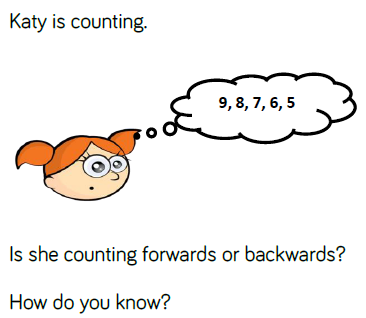 Katy is counting.
9, 8, 7, 6, 5
Is she counting forwards or backwards?
How do you know?